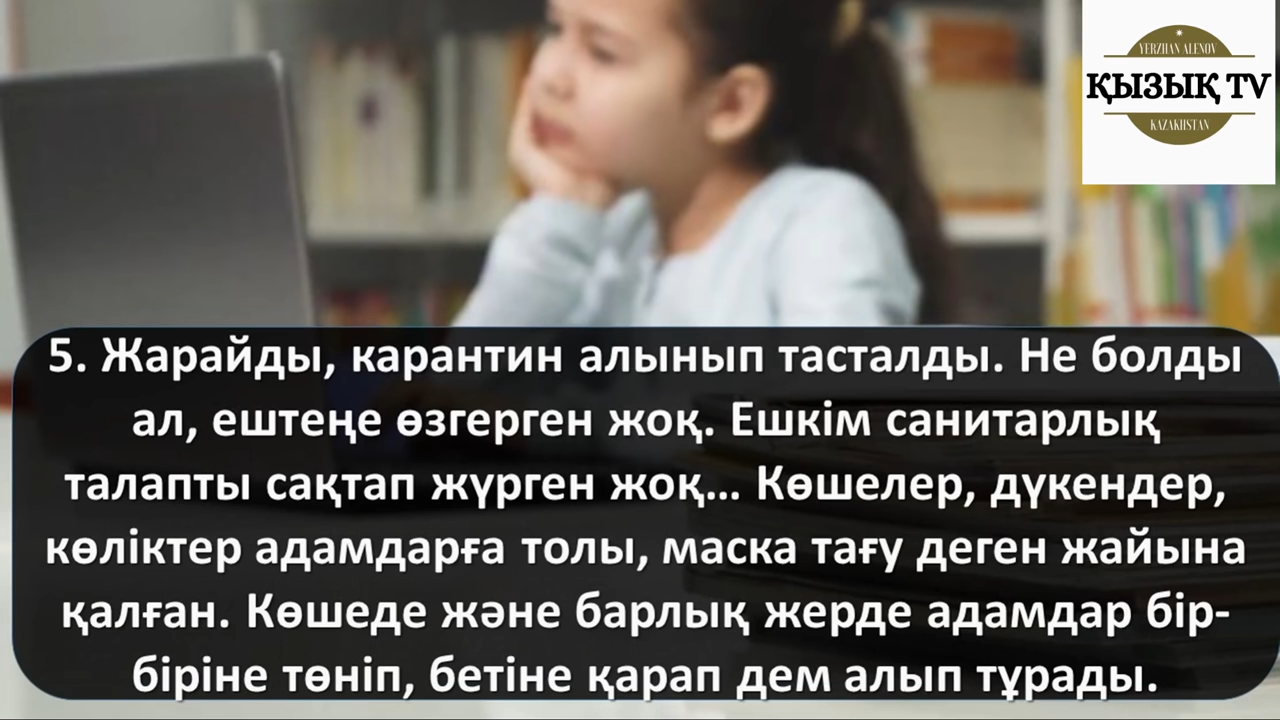 YERZHAN ALENOV
ҚЫЗЫҚ TV
KAZAKHSTAN
5. Жарайды, карантин алынып тасталды. Не болды
ал, ештеңе өзгерген жоқ. Ешкім санитарлық
талапты сақтап жүрген жоқ... Көшелер, дүкендер,
көліктер адамдарға толы, маска тағу деген жайына
қалған. Көшеде және барлық жерде адамдар бір-
біріне төніп, бетіне қарап дем алып тұрады.